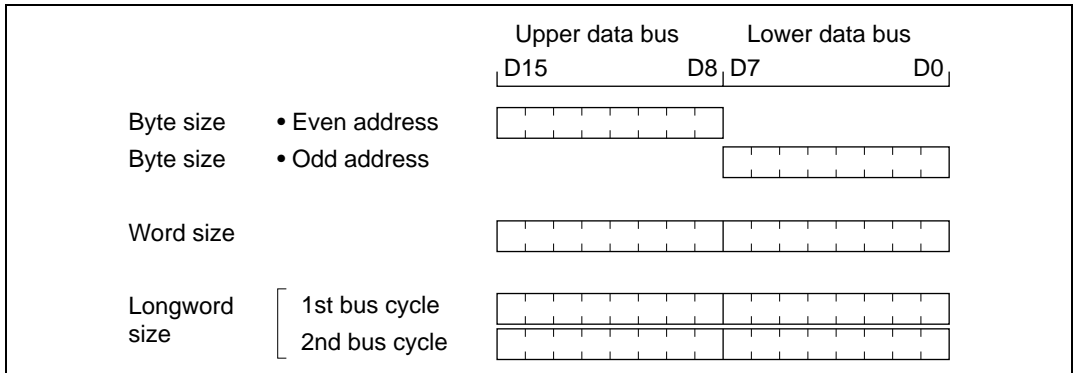 Upper data bus Lower data bus
D15 D8 D7 D0
Byte size • Even address
Byte size • Odd address
Word size
Longword size 1st bus cycle
2nd bus cycle